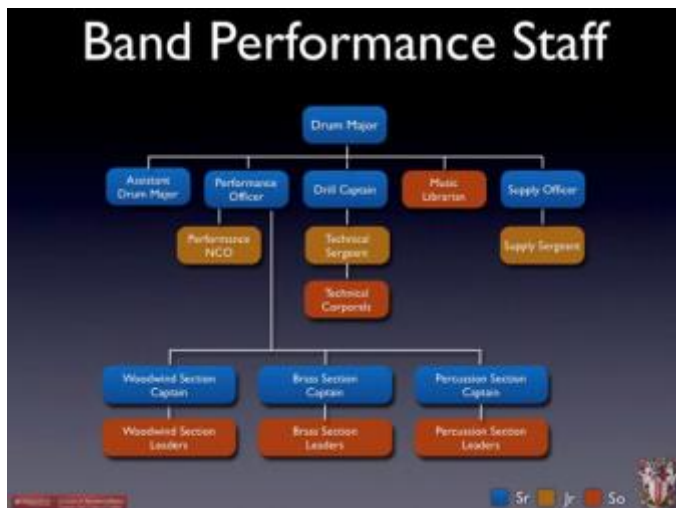 Band Performance Staff
Drum Major
Assistant
Drum Major
Performance
Officer
Drill Captain
Music
Librarian
Supply Officer
Performance
NCO
Technical
Sergeant
Supply Sergeant
Technical
Corporals
Woodwind Section
Captain
Brass Section
Captain
Percussion Section
Captain
Woodwind Section
Leaders
Brass Section
Leaders
Percussion Section
Leaders
Sr
Jr
So